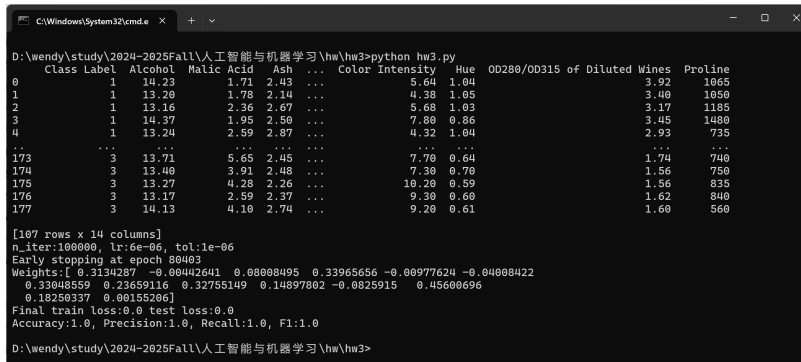 C:\Windows\System32\cmd.e
D:\wendy\study\2024-2025Fall\人工智能与机器学习\hw\hw3>python hw3.py
Class Label Alcohol Malic Acid Ash ... Color Intensity Hue OD280/OD315 of Diluted Wines Proline
0 1 14.23 1.71 2.43 ... 5.64 1.04 3.92 1065
1 1 13.20 1.78 2.14 ... 4.38 1.05 3.40 1050
2 1 13.16 2.36 2.67 ... 5.68 1.03 3.17 1185
3 1 14.37 1.95 2.50 ... 7.80 0.86 3.45 1480
4 1 13.24 2.59 2.87 ... 4.32 1.04 2.93 735
.. ... ... ... ... ... ... ... ... ...
173 3 13.71 5.65 2.45 ... 7.70 0.64 1.74 740
174 3 13.40 3.91 2.48 ... 7.30 0.70 1.56 750
175 3 13.27 4.28 2.26 ... 10.20 0.59 1.56 835
176 3 13.17 2.59 2.37 ... 9.30 0.60 1.62 840
177 3 14.13 4.10 2.74 ... 9.20 0.61 1.60 560
[107 rows x 14 columns]
n_iter:100000, lr:6e-06, tol:1e-06
Early stopping at epoch 80403
Weights:[ 0.3134287 -0.00442641 0.08008495 0.33965656 -0.00977624 -0.04008422
0.33048559 0.23659116 0.32755149 0.14897802 -0.0825915 0.45600696
0.18250337 0.00155206]
Final train loss:0.0 test loss:0.0
Accuracy:1.0, Precision:1.0, Recall:1.0, F1:1.0
D:\wendy\study\2024-2025Fall\人工智能与机器学习\hw\hw3>